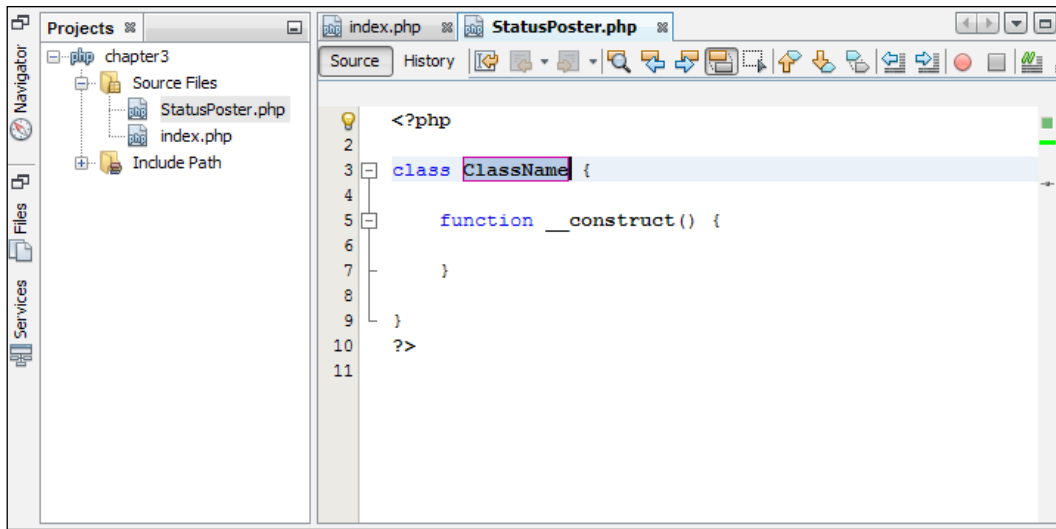 Navigator
Files
Services
Projects
chapter3
Source Files
StatusPoster.php
index.php
Include Path
index.php StatusPoster.php
Source History
<?php
2
3 class ClassName {
4
5 function __construct() {
6
7 }
8
9 }
10 ?>
11